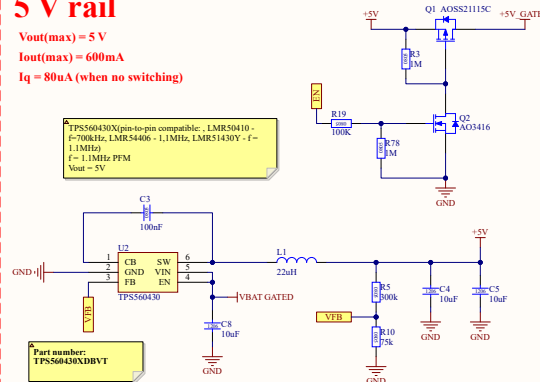 5 V rail
Vout(max) = 5 V
Iout(max) = 600mA
Iq = 80uA (when no switching)
Q1 AOSS21115C
+5V
+5V_GATE
R3
1M
EN
R19
100K
Q2
AO3416
R78
1M
GND
TPS560430X(pin-to-pin compatible: , LMR50410 -
f=700kHz, LMR54406 - 1,1MHz, LMR51430Y - f =
1.1MHz)
f = 1.1MHz PFM
Vout = 5V
C3
100nF
U2
1 CB SW 6
2 GND VIN 5
3 FB EN 4
TPS560430
GND
VFB
L1
22uH
+5V
VBAT GATED
C8
10uF
GND
R5
300k
VFB
R10
75k
GND
C4
10uF
GND
C5
10uF
GND
Part number:
TPS560430XDBVT